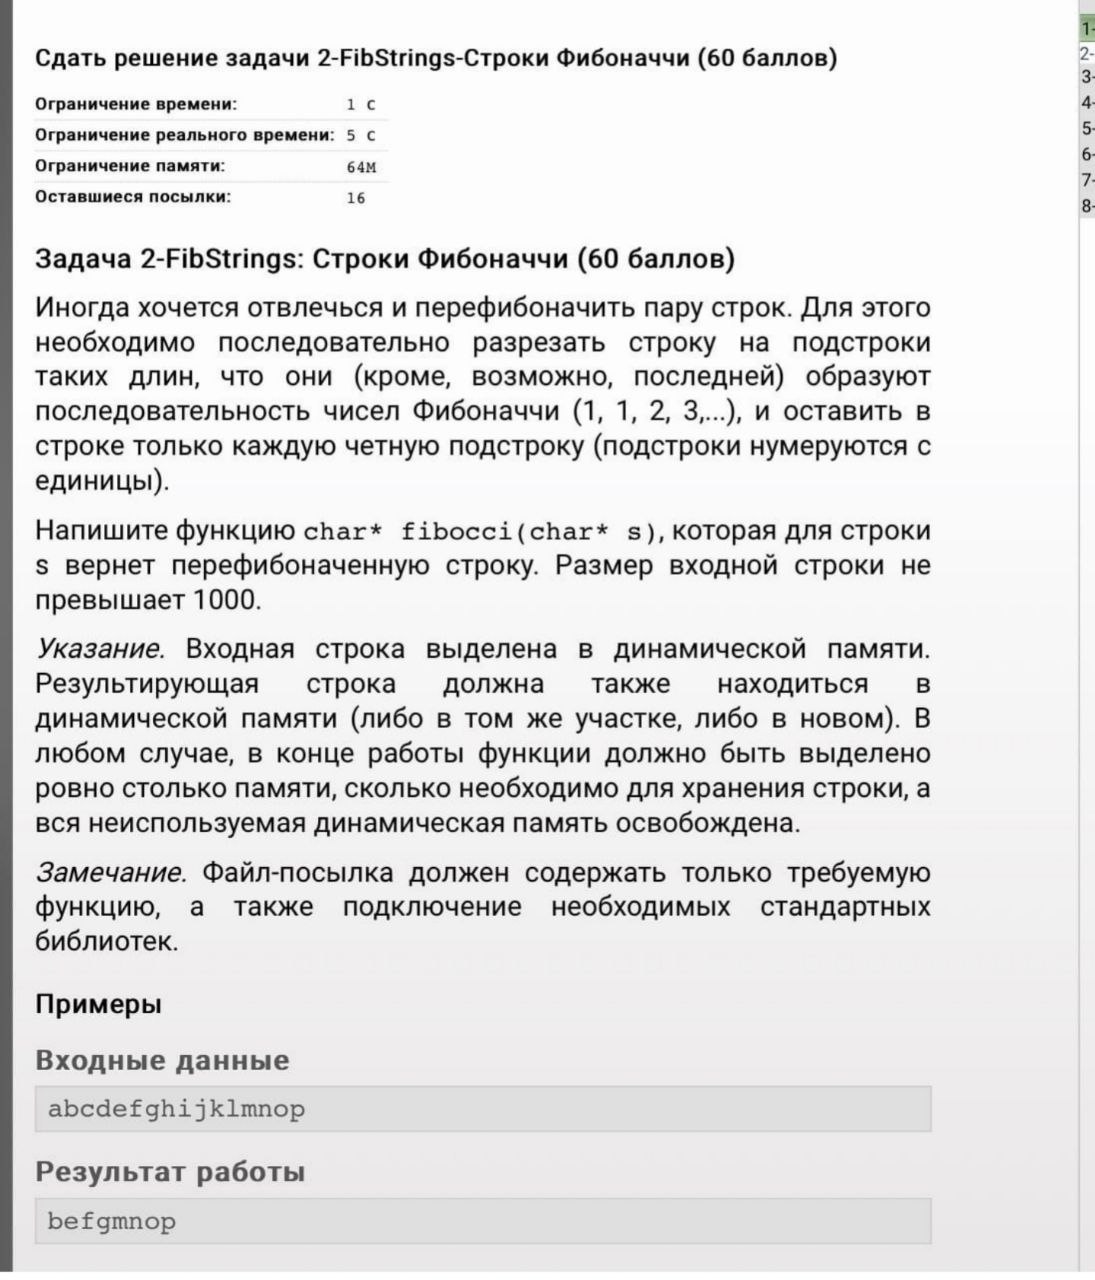 Сдать решение задачи 2-FibStrings-Строки Фибоначчи (60 баллов)
Ограничение времени: 1 с
Ограничение реального времени: 5 с
Ограничение памяти: 64M
Оставшиеся посылки: 16
Задача 2-FibStrings: Строки Фибоначчи (60 баллов)
Иногда хочется отвлечься и перефибоначить пару строк. Для этого
необходимо последовательно разрезать строку на подстроки
таких длин, что они (кроме, возможно, последней) образуют
последовательность чисел Фибоначчи (1, 1, 2, 3,...), и оставить в
строке только каждую четную подстроку (подстроки нумеруются с
единицы).
Напишите функцию char* fibocci(char* s), которая для строки
s вернет перефибоначенную строку. Размер входной строки не
превышает 1000.
Указание. Входная строка выделена в динамической памяти.
Результирующая строка должна также находиться в
динамической памяти (либо в том же участке, либо в новом). В
любом случае, в конце работы функции должно быть выделено
ровно столько памяти, сколько необходимо для хранения строки, а
вся неиспользуемая динамическая память освобождена.
Замечание. Файл-посылка должен содержать только требуемую
функцию, а также подключение необходимых стандартных
библиотек.
Примеры
Входные данные
abcdefghijklmnop
Результат работы
befgmnop
1-
2-
3-
4-
5-
6-
7-
8-